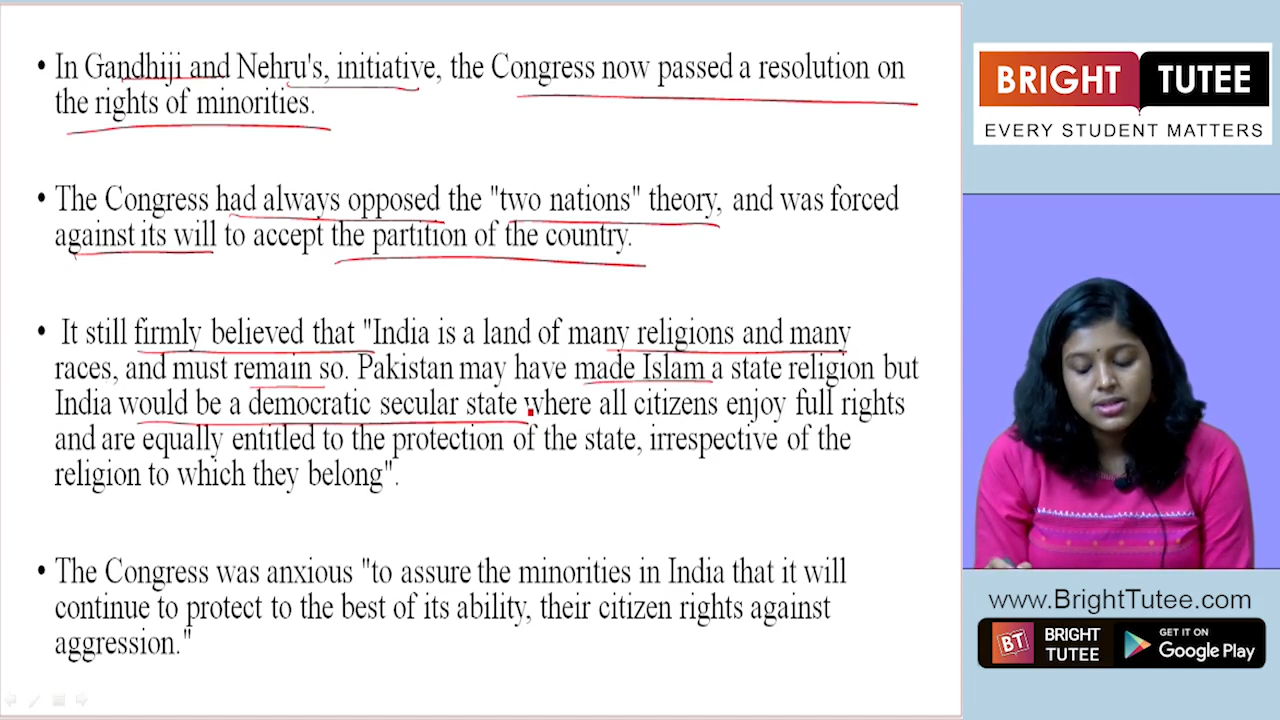 • In Gandhiji and Nehru's, initiative, the Congress now passed a resolution on
the rights of minorities.
• The Congress had always opposed the "two nations" theory, and was forced
against its will to accept the partition of the country.
• It still firmly believed that "India is a land of many religions and many
races, and must remain so. Pakistan may have made Islam a state religion but
India would be a democratic secular state where all citizens enjoy full rights
and are equally entitled to the protection of the state, irrespective of the
religion to which they belong".
• The Congress was anxious "to assure the minorities in India that it will
continue to protect to the best of its ability, their citizen rights against
aggression."
BRIGHT TUTEE
EVERY STUDENT MATTERS
www.BrightTutee.com
BT
BRIGHT
TUTEE
GET IT ON
Google Play